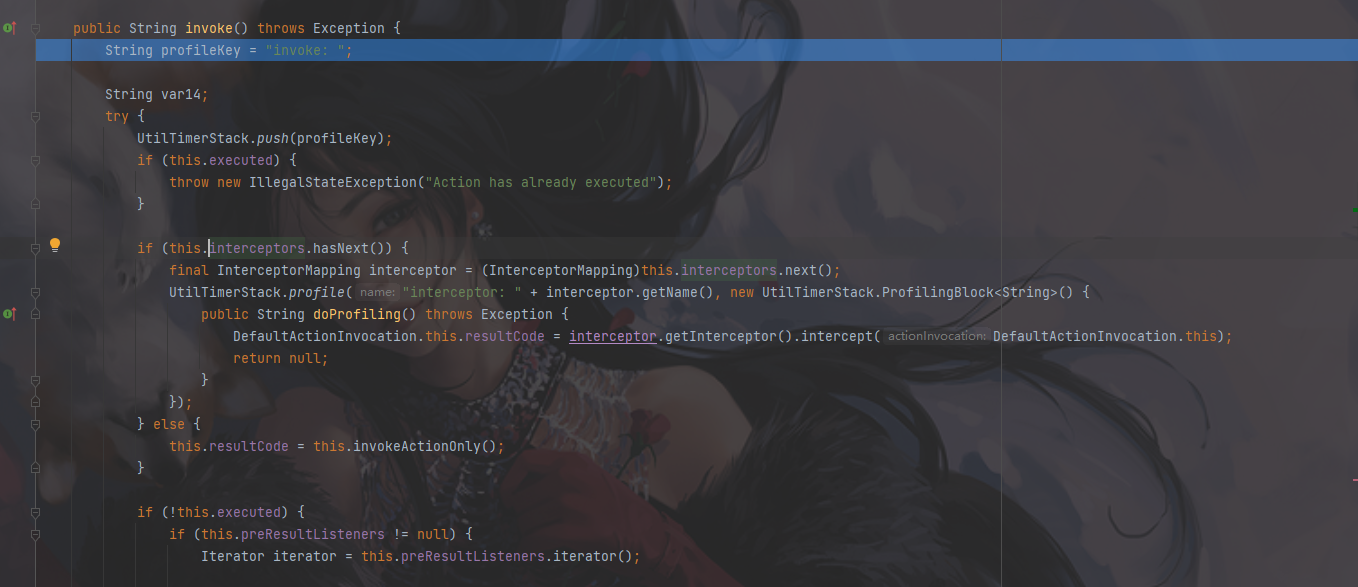 public String invoke() throws Exception {
String profileKey = "invoke: ";
String var14;
try {
UtilTimerStack.push(profileKey);
if (this.executed) {
throw new IllegalStateException("Action has already executed");
}
if (this.interceptors.hasNext()) {
final InterceptorMapping interceptor = (InterceptorMapping)this.interceptors.next();
UtilTimerStack.profile( name: "interceptor: " + interceptor.getName(), new UtilTimerStack.ProfilingBlock<String>() {
public String doProfiling() throws Exception {
DefaultActionInvocation.this.resultCode = interceptor.getInterceptor().intercept( actionInvocation: DefaultActionInvocation.this);
return null;
}
});
} else {
this.resultCode = this.invokeActionOnly();
}
if (!this.executed) {
if (this.preResultListeners != null) {
Iterator iterator = this.preResultListeners.iterator();